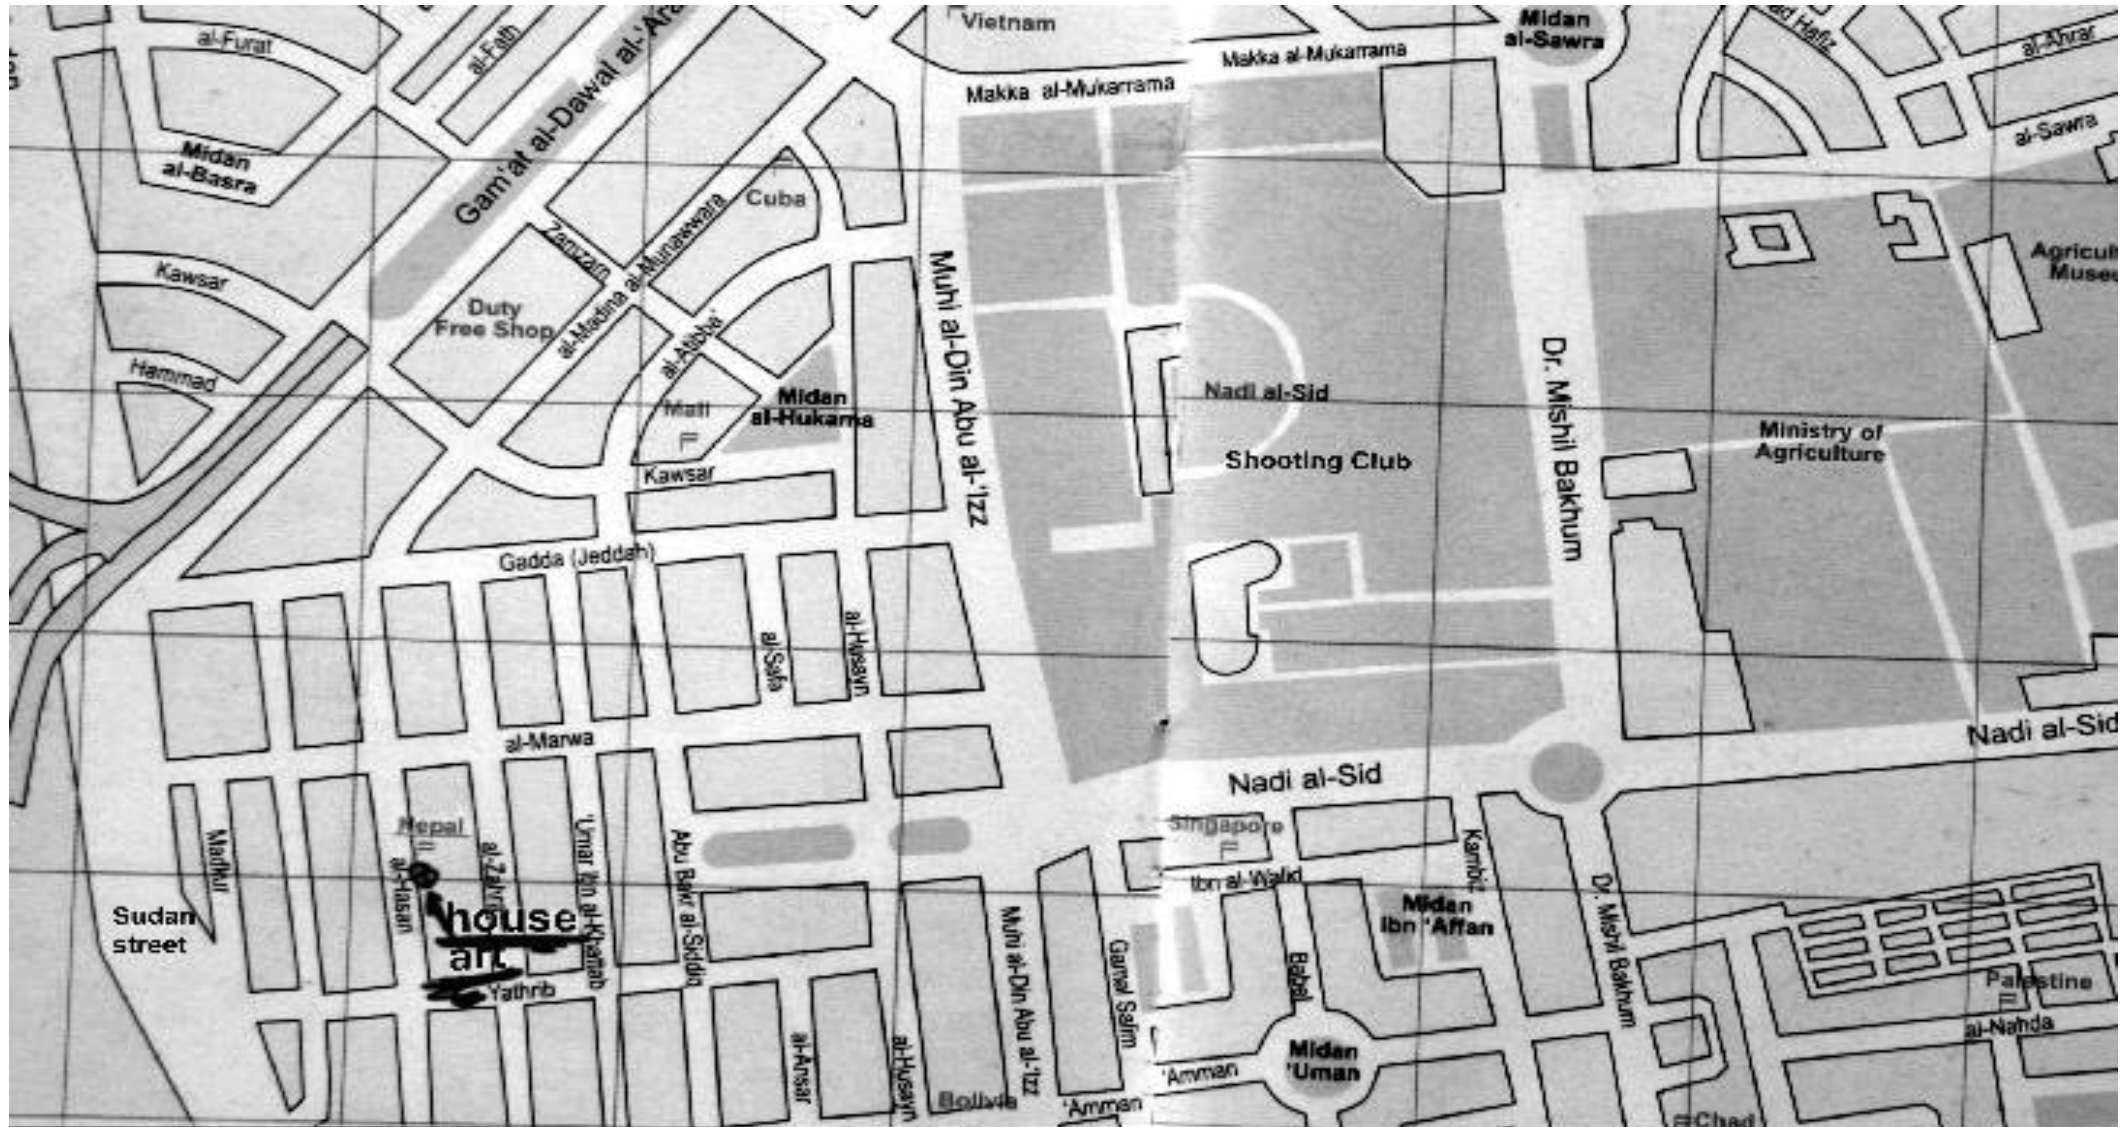 Vietnam
Midan
al-Sawra
Hafiz
al-Ahrar
al-Furat
al-Fath
Makka al-Mukarrama
Makka al-Mukarrama
al-Sawra
Midan
al-Basra
Gam'at al-Dawal al-'Ara
Cuba
Zamzam
al-Madina al-Munawwara
Kawsar
Duty
Free Shop
al-Atibba'
Muhi al-Din Abu al-'Izz
Agricult
Museu
Dr. Mishil Bakhum
Hammad
Mali
Midan
al-Hukama
Nadi al-Sid
Shooting Club
Ministry of
Agriculture
Kawsar
Gadda (Jeddah)
al-Safa
al-Husayn
al-Marwa
Nadi al-Sid
Nadi al-Sid
Nepal
Madkur
al-Hasan
al-Zahra
'Umar ibn al-Khattab
Abu Bakr al-Siddiq
Singapore
Ibn al-Walid
Kambiz
Dr. Mishil Bakhum
Sudan
street
house
art
Yathrib
Midan
Ibn 'Affan
Muhi al-Din Abu al-'Izz
Gamal Salim
Babel
Palestine
al-Nahda
al-Ansar
al-Husayn
Midan
'Uman
'Amman
'Amman
Bolivia
Chad